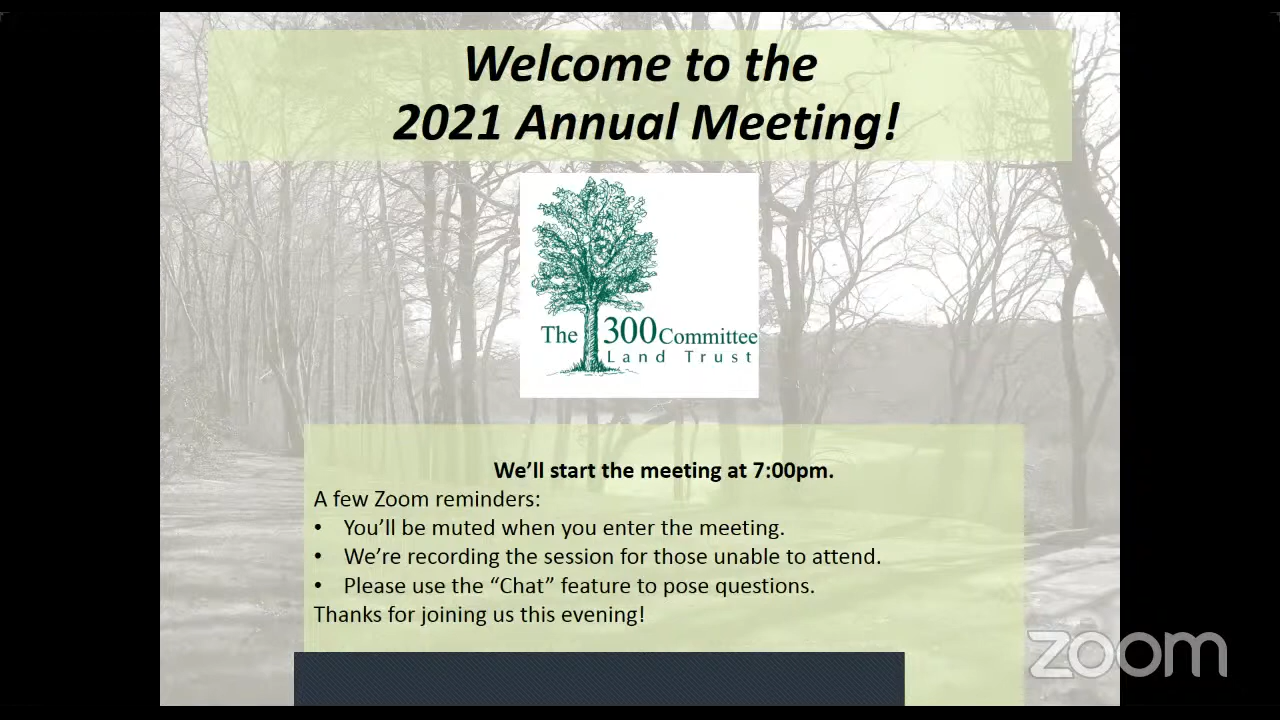 Welcome to the
2021 Annual Meeting!
The 300 Committee
Land Trust
We’ll start the meeting at 7:00pm.
A few Zoom reminders:
• You’ll be muted when you enter the meeting.
• We’re recording the session for those unable to attend.
• Please use the “Chat” feature to pose questions.
Thanks for joining us this evening!
zoom